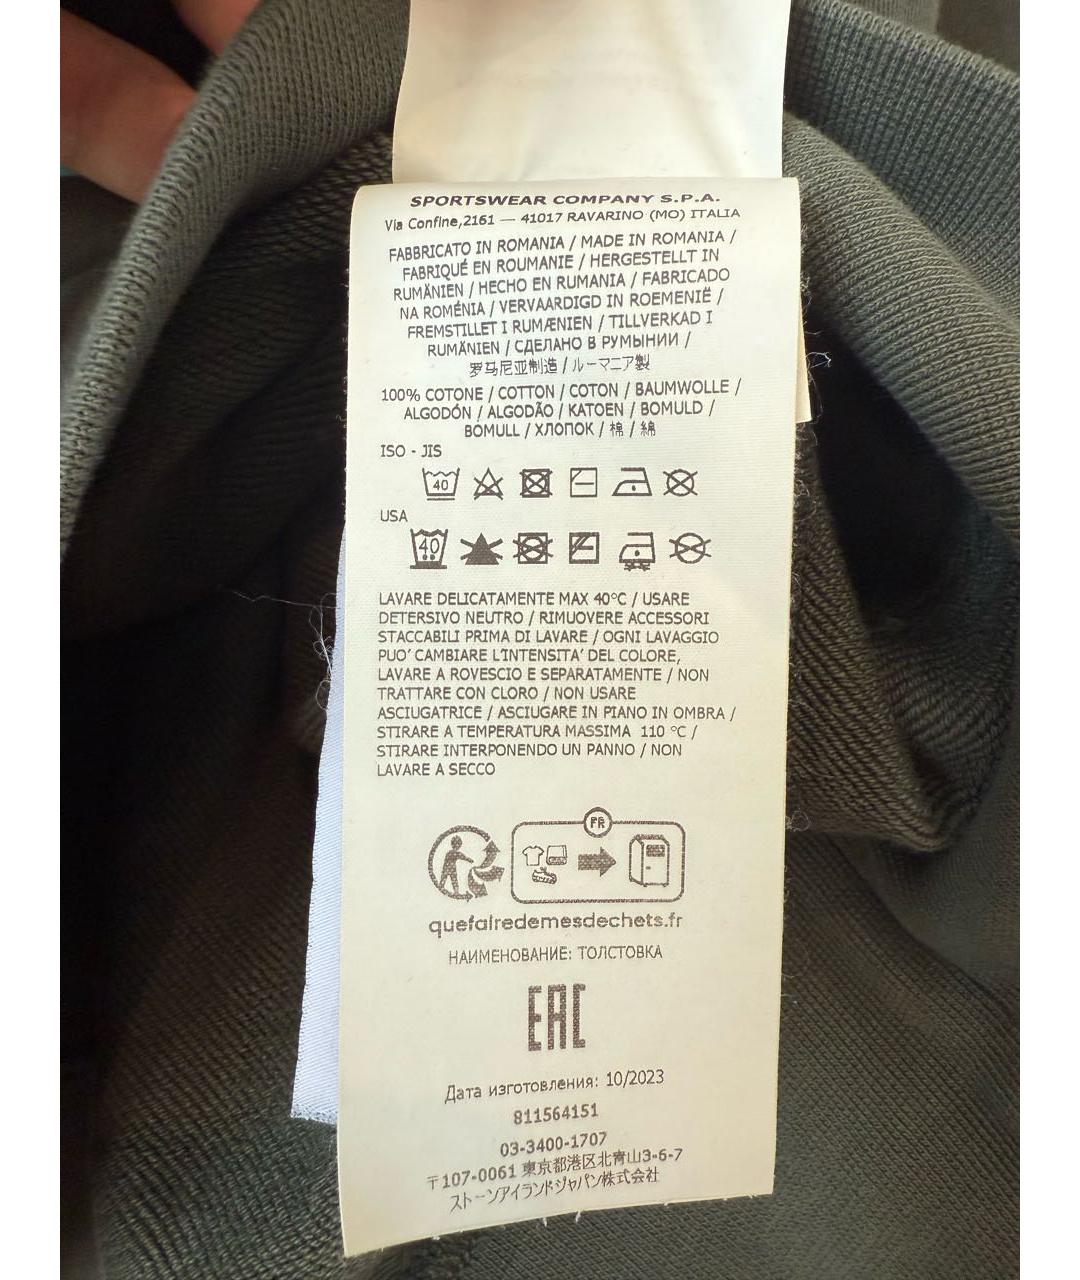 SPORTSWEAR COMPANY S.P.A.
Via Confine,2161 — 41017 RAVARINO (MO) ITALIA
FABBRICATO IN ROMANIA / MADE IN ROMANIA /
FABRIQUÉ EN ROUMANIE / HERGESTELLT IN
RUMÄNIEN / HECHO EN RUMANIA / FABRICADO
NA ROMÉNIA / VERVAARDIGD IN ROEMENIË /
FREMSTILLET I RUMÆNIEN / TILLVERKAD I
RUMÄNIEN / СДЕЛАНО В РУМЫНИИ /
罗马尼亚制造 / ルーマニア製
100% COTONE / COTTON / COTON / BAUMWOLLE /
ALGODÓN / ALGODÃO / KATOEN / BOMULD /
BOMULL / ХЛОПОК / 棉 / 綿
ISO - JIS
40
USA
40
LAVARE DELICATAMENTE MAX 40°C / USARE
DETERSIVO NEUTRO / RIMUOVERE ACCESSORI
STACCABILI PRIMA DI LAVARE / OGNI LAVAGGIO
PUO' CAMBIARE L'INTENSITA' DEL COLORE,
LAVARE A ROVESCIO E SEPARATAMENTE / NON
TRATTARE CON CLORO / NON USARE
ASCIUGATRICE / ASCIUGARE IN PIANO IN OMBRA /
STIRARE A TEMPERATURA MASSIMA 110 °C /
STIRARE INTERPONENDO UN PANNO / NON
LAVARE A SECCO
FR
quefairedemesdechets.fr
НАИМЕНОВАНИЕ: ТОЛСТОВКА
EAC
Дата изготовления: 10/2023
811564151
03-3400-1707
〒107-0061 東京都港区北青山3-6-7
ストーンアイランドジャパン株式会社